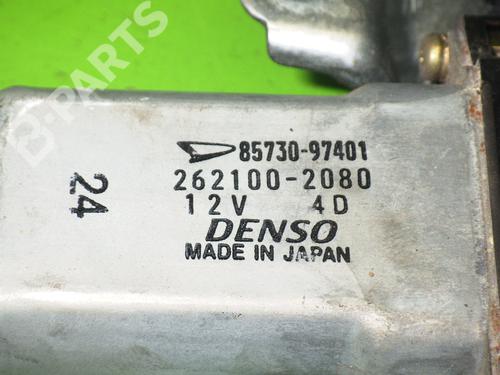 B-PARTS
85730-97401
262100-2080
12V 4D
DENSO
MADE IN JAPAN
24